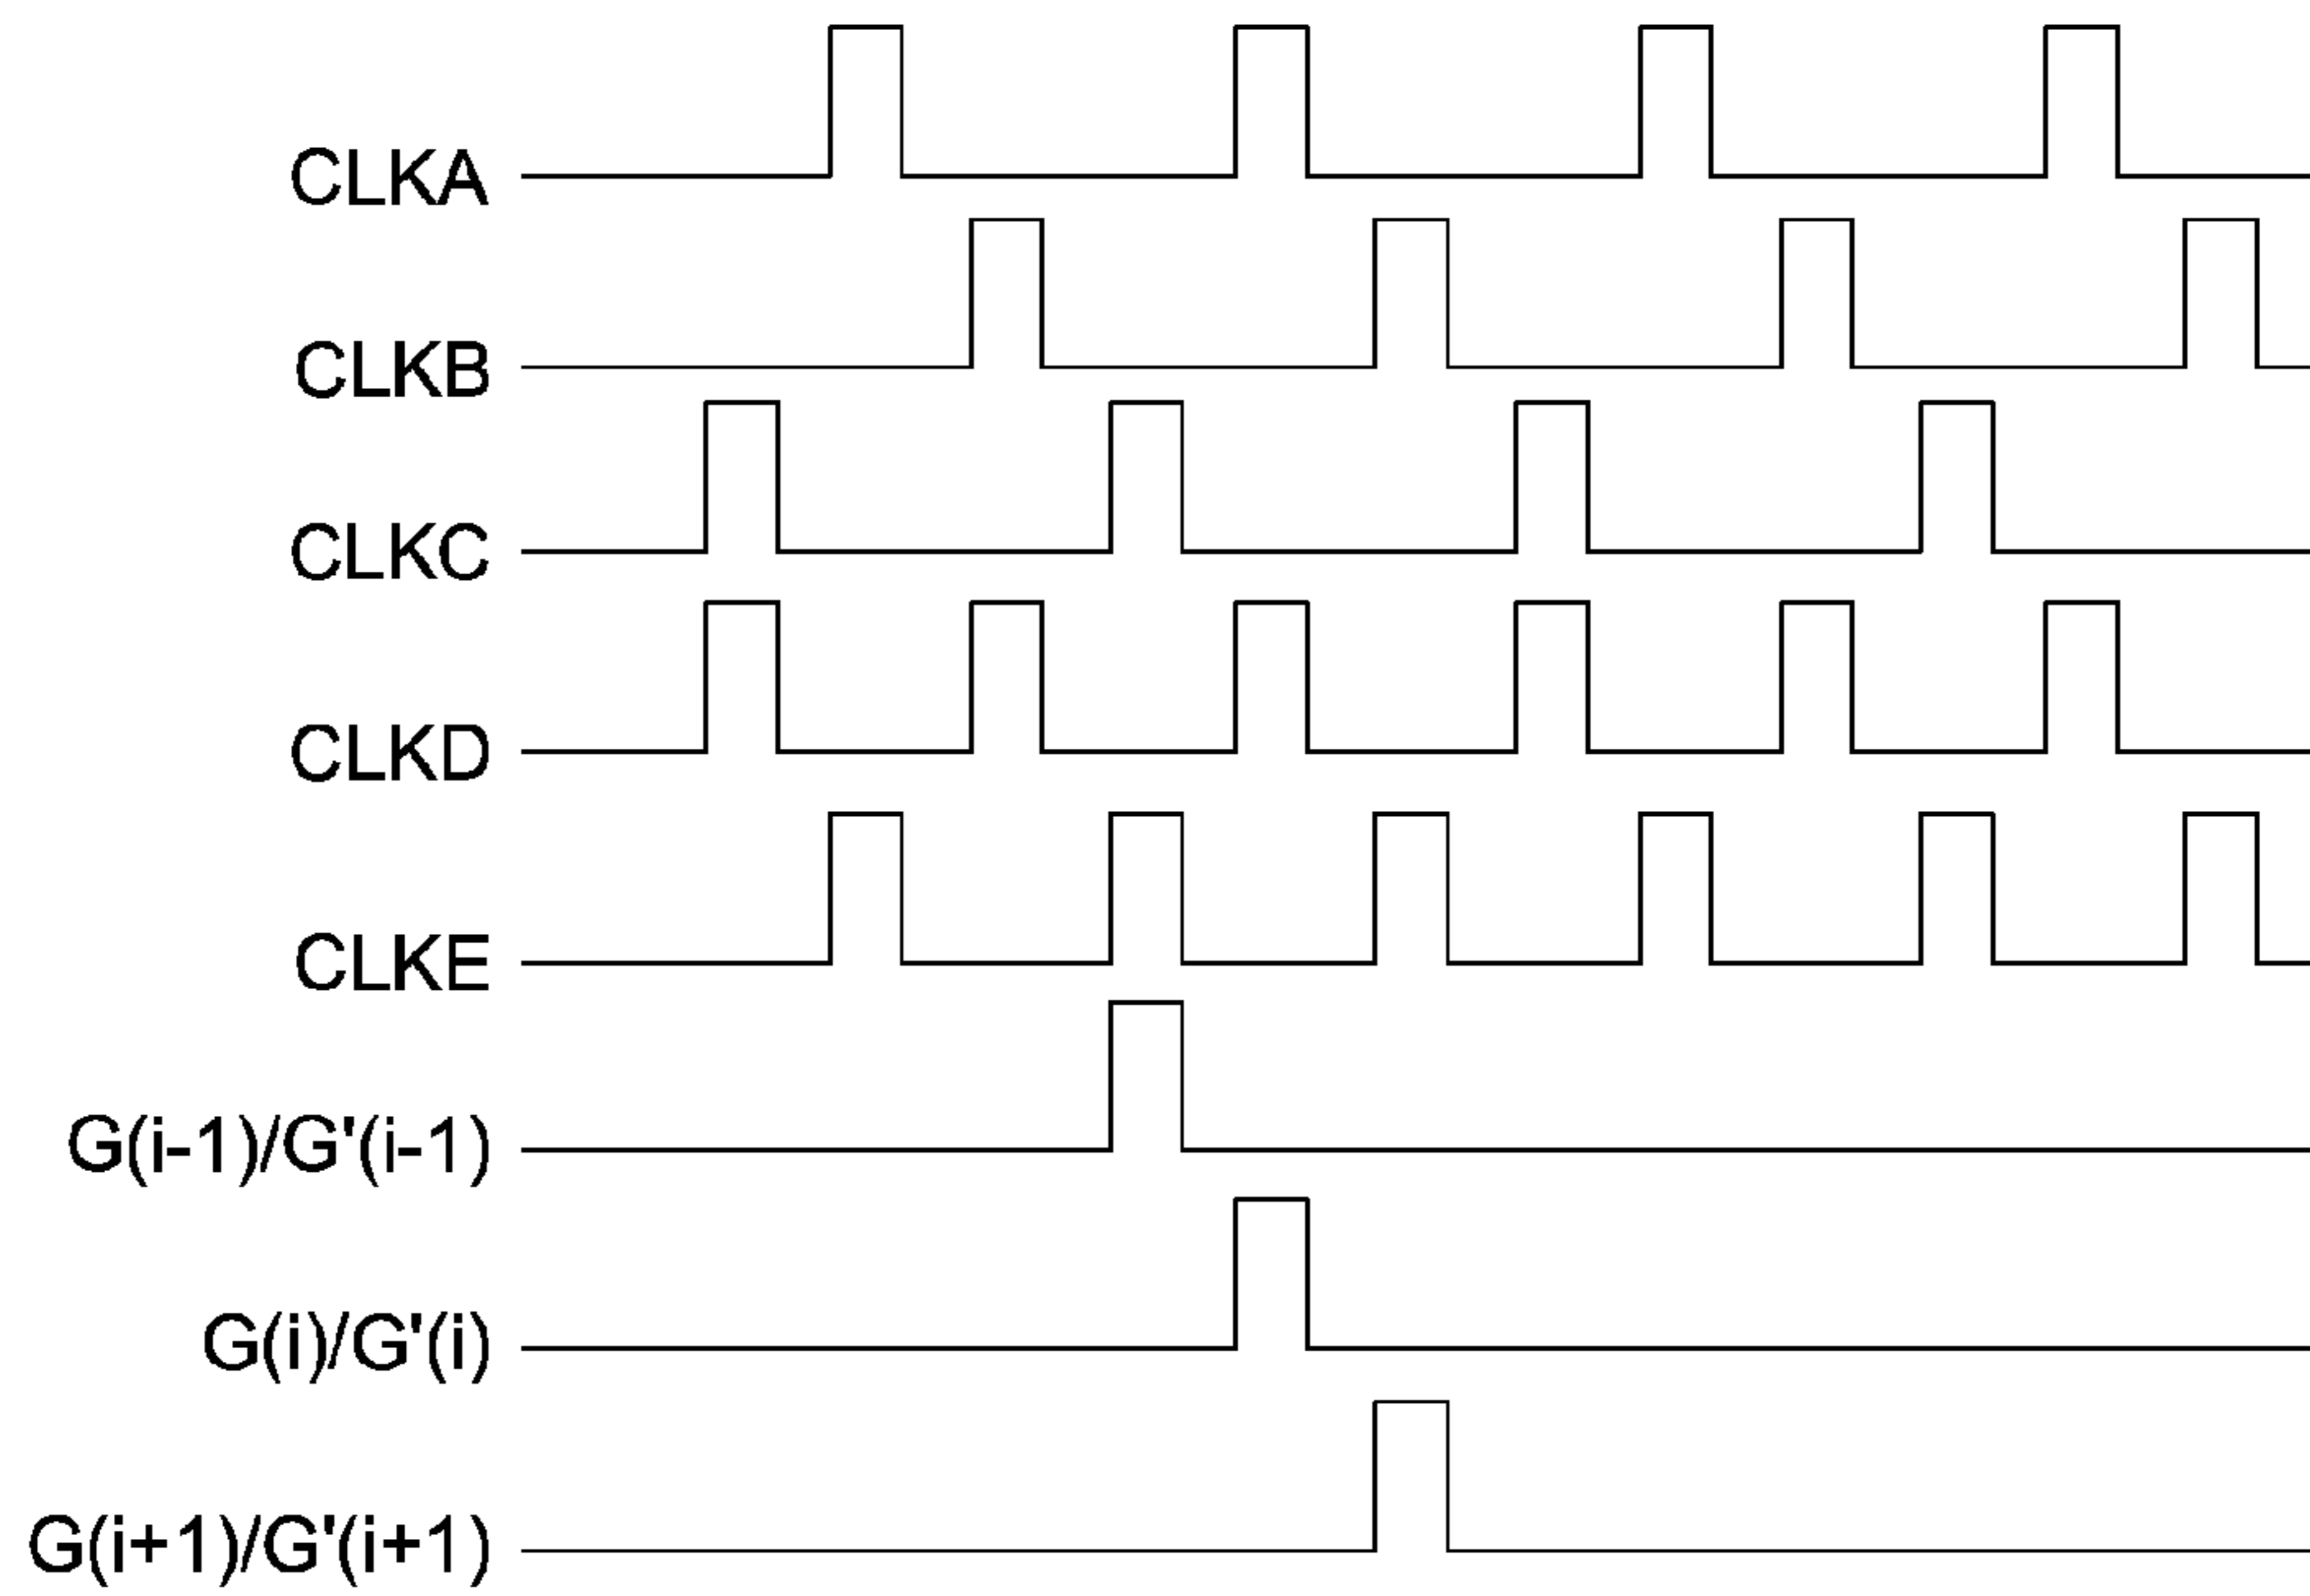 CLKA
CLKB
CLKC
CLKD
CLKE
G(i-1)/G'(i-1)
G(i)/G'(i)
G(i+1)/G'(i+1)